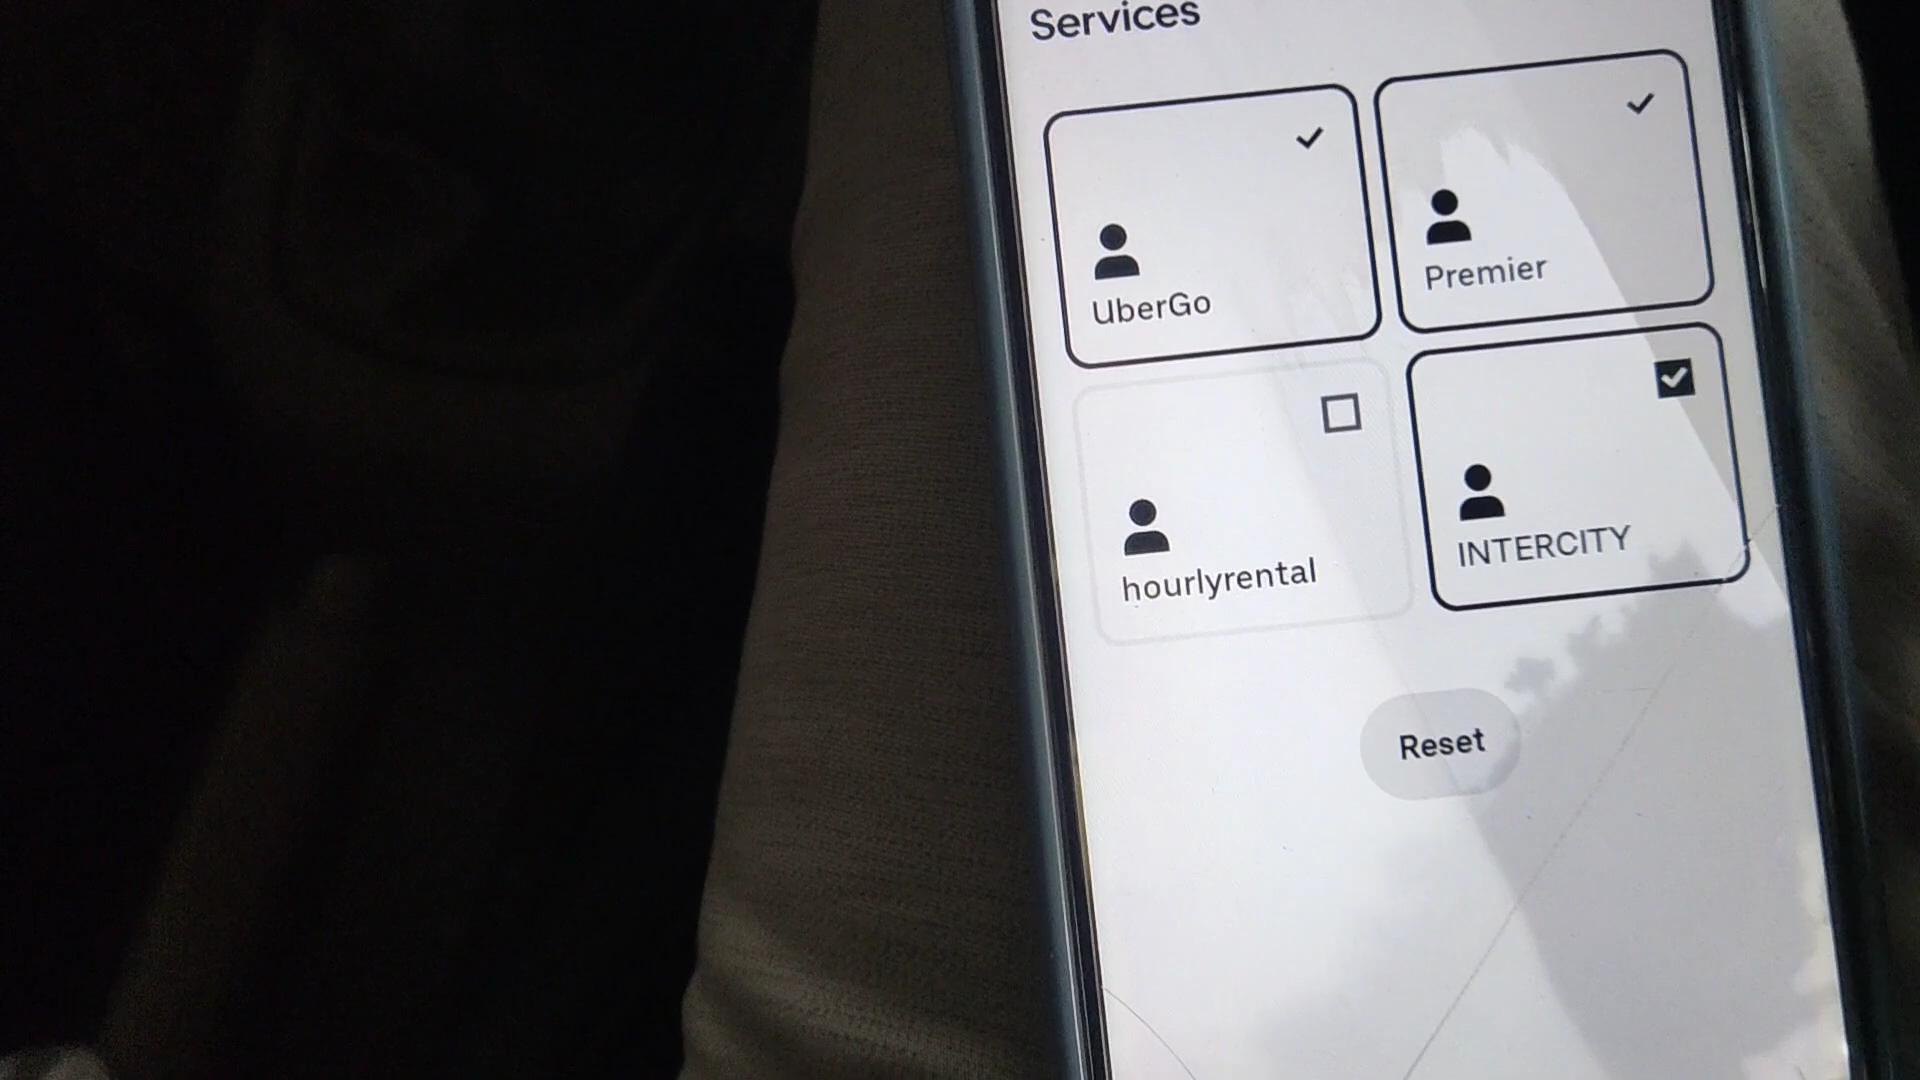 Services
UberGo
Premier
hourlyrental
INTERCITY
Reset